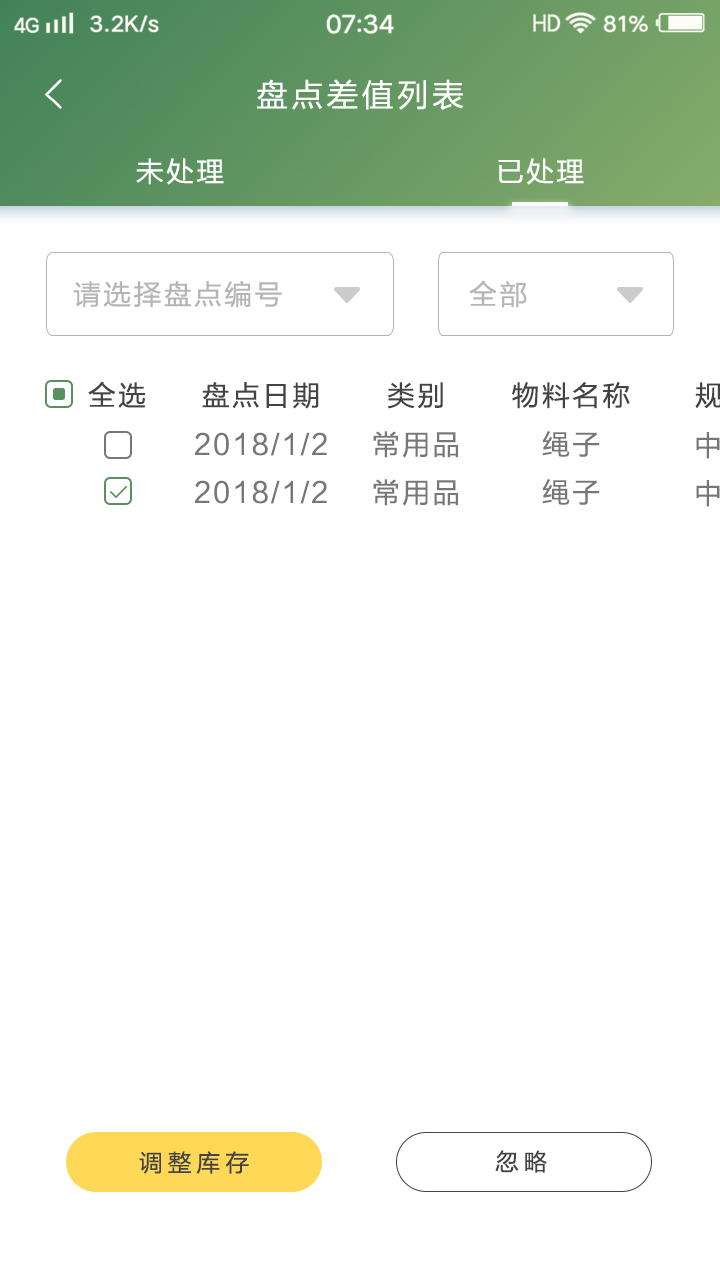 4G 3.2K/s 07:34 HD 81%
盘点差值列表
未处理 已处理
请选择盘点编号 全部
全选 盘点日期 类别 物料名称 规
2018/1/2 常用品 绳子 中
2018/1/2 常用品 绳子 中
调整库存 忽略